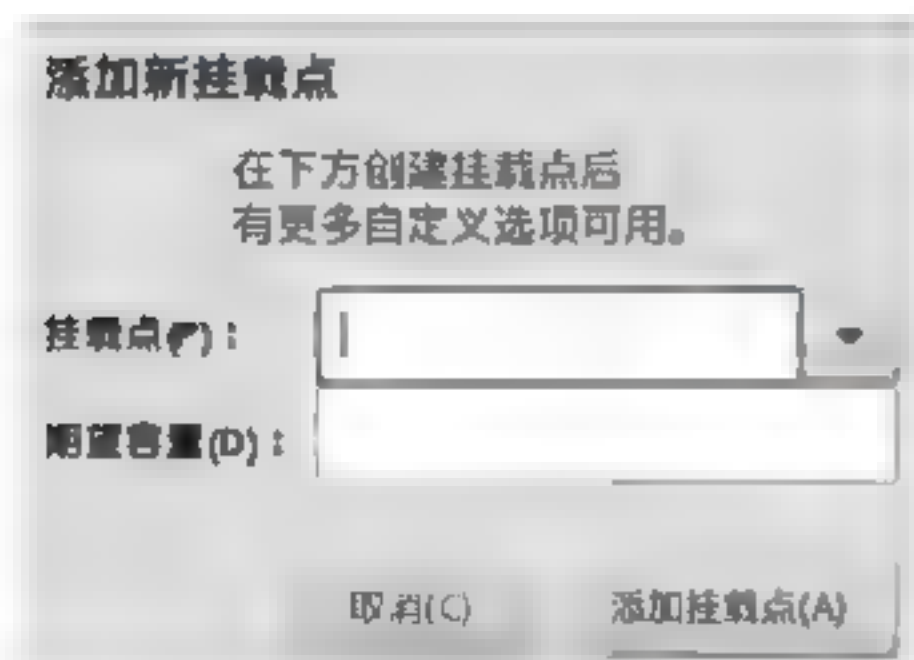 添加新挂载点
在下方创建挂载点后
有更多自定义选项可用。
挂载点(P)：
期望容量(D)：
取消(C)
添加挂载点(A)